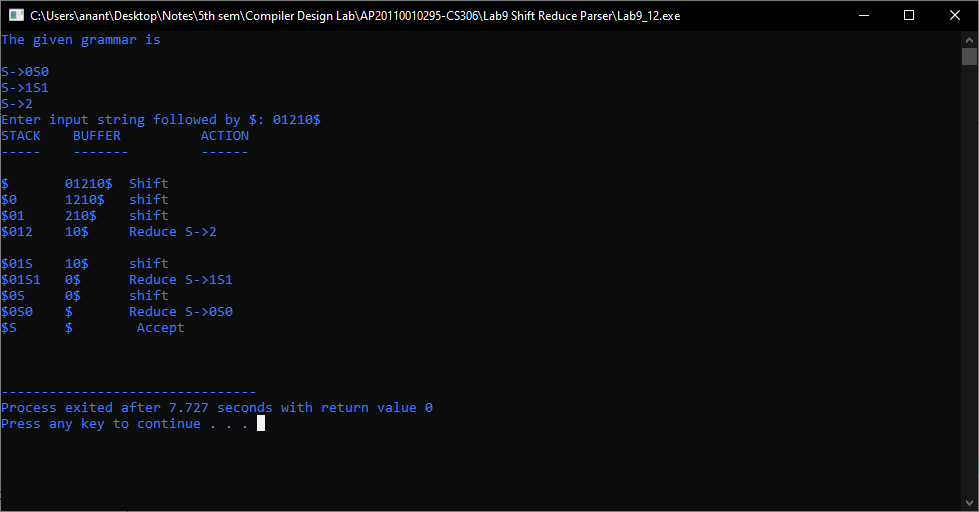 C:\Users\anant\Desktop\Notes\5th sem\Compiler Design Lab\AP20110010295-CS306\Lab9 Shift Reduce Parser\Lab9_12.exe
The given grammar is
S->0S0
S->1S1
S->2
Enter input string followed by $: 01210$
STACK    BUFFER          ACTION
-----    -------         ------
$       01210$  Shift
$0      1210$   shift
$01     210$    shift
$012    10$     Reduce S->2
$01S    10$     shift
$01S1   0$      Reduce S->1S1
$0S     0$      shift
$0S0    $       Reduce S->0S0
$S      $        Accept
--------------------------------
Process exited after 7.727 seconds with return value 0
Press any key to continue . . .